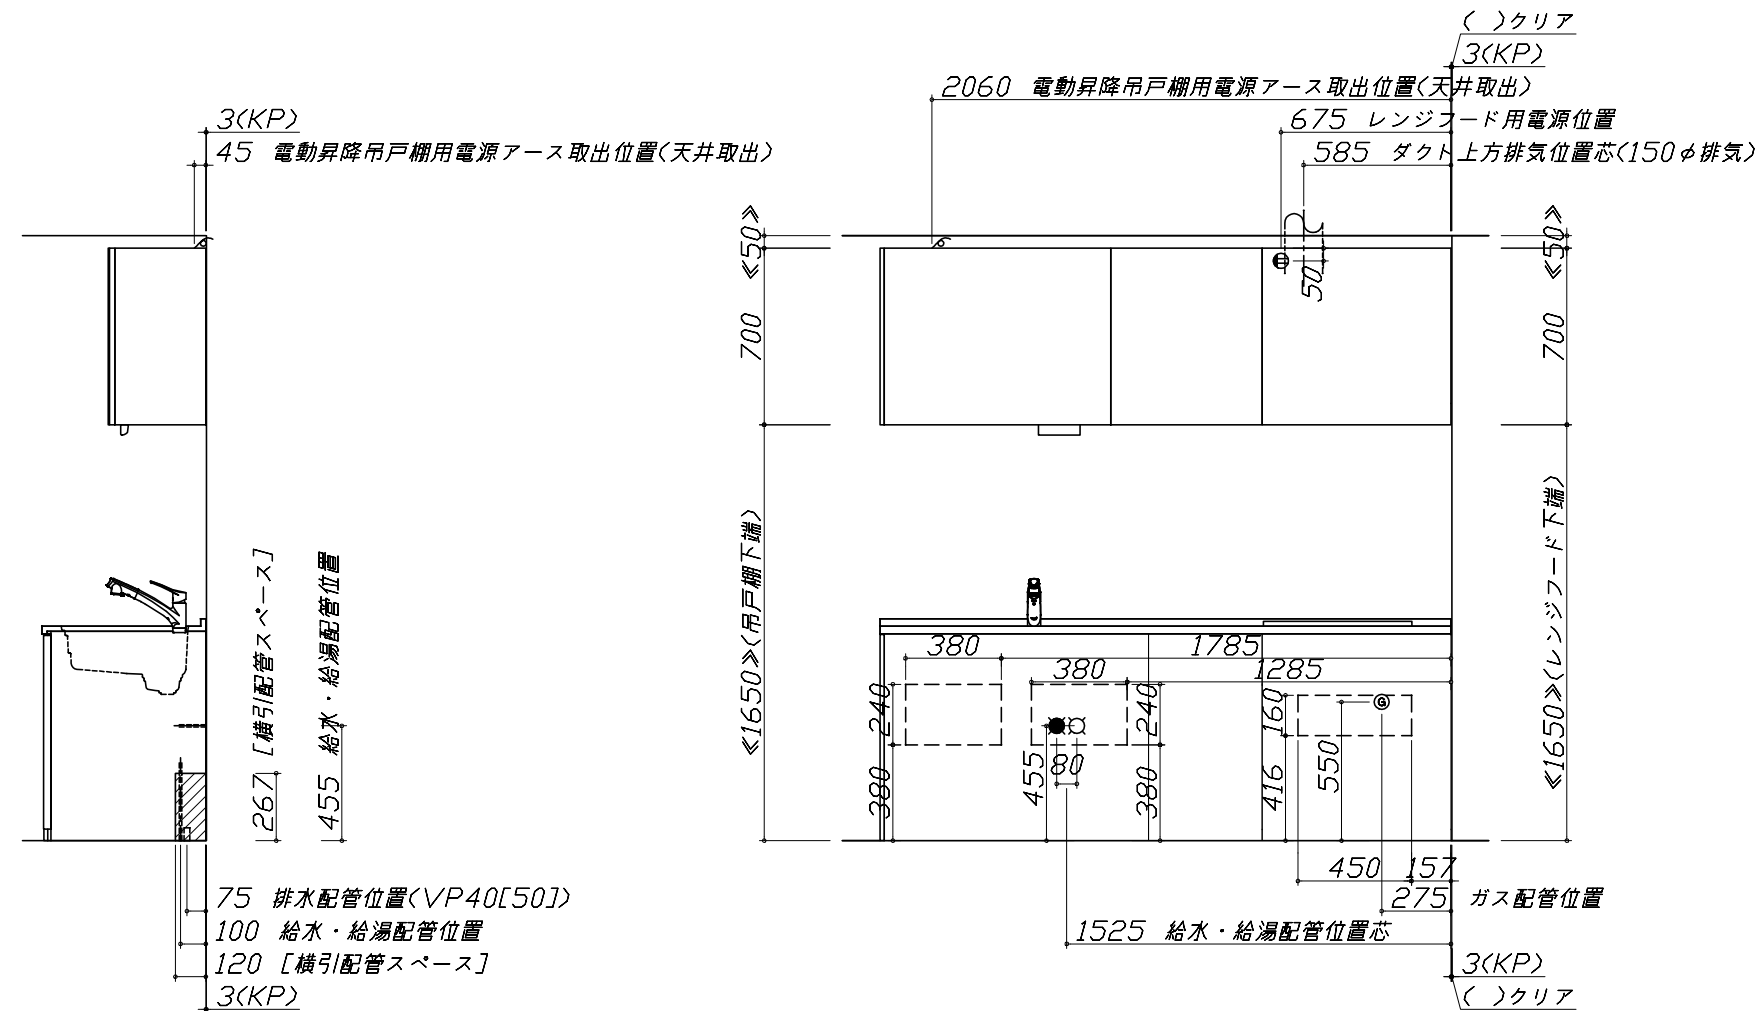 ( )クリア
3(KP)
2060 電動昇降吊戸棚用電源アース取出位置(天井取出)
675 レンジフード用電源位置
585 ダクト上方排気位置芯(150φ排気)
3(KP)
45 電動昇降吊戸棚用電源アース取出位置(天井取出)
≪50≫
700
≪1650≫(吊戸棚下端)
50
≪50≫
700
≪1650≫(レンジフード下端)
267 [横引配管スペース]
455 給水・給湯配管位置
380
1785
380
1285
240
380
455
80
240
380
160
416
550
G
450
157
275 ガス配管位置
1525 給水・給湯配管位置芯
75 排水配管位置(VP40[50])
100 給水・給湯配管位置
120 [横引配管スペース]
3(KP)
3(KP)
( )クリア